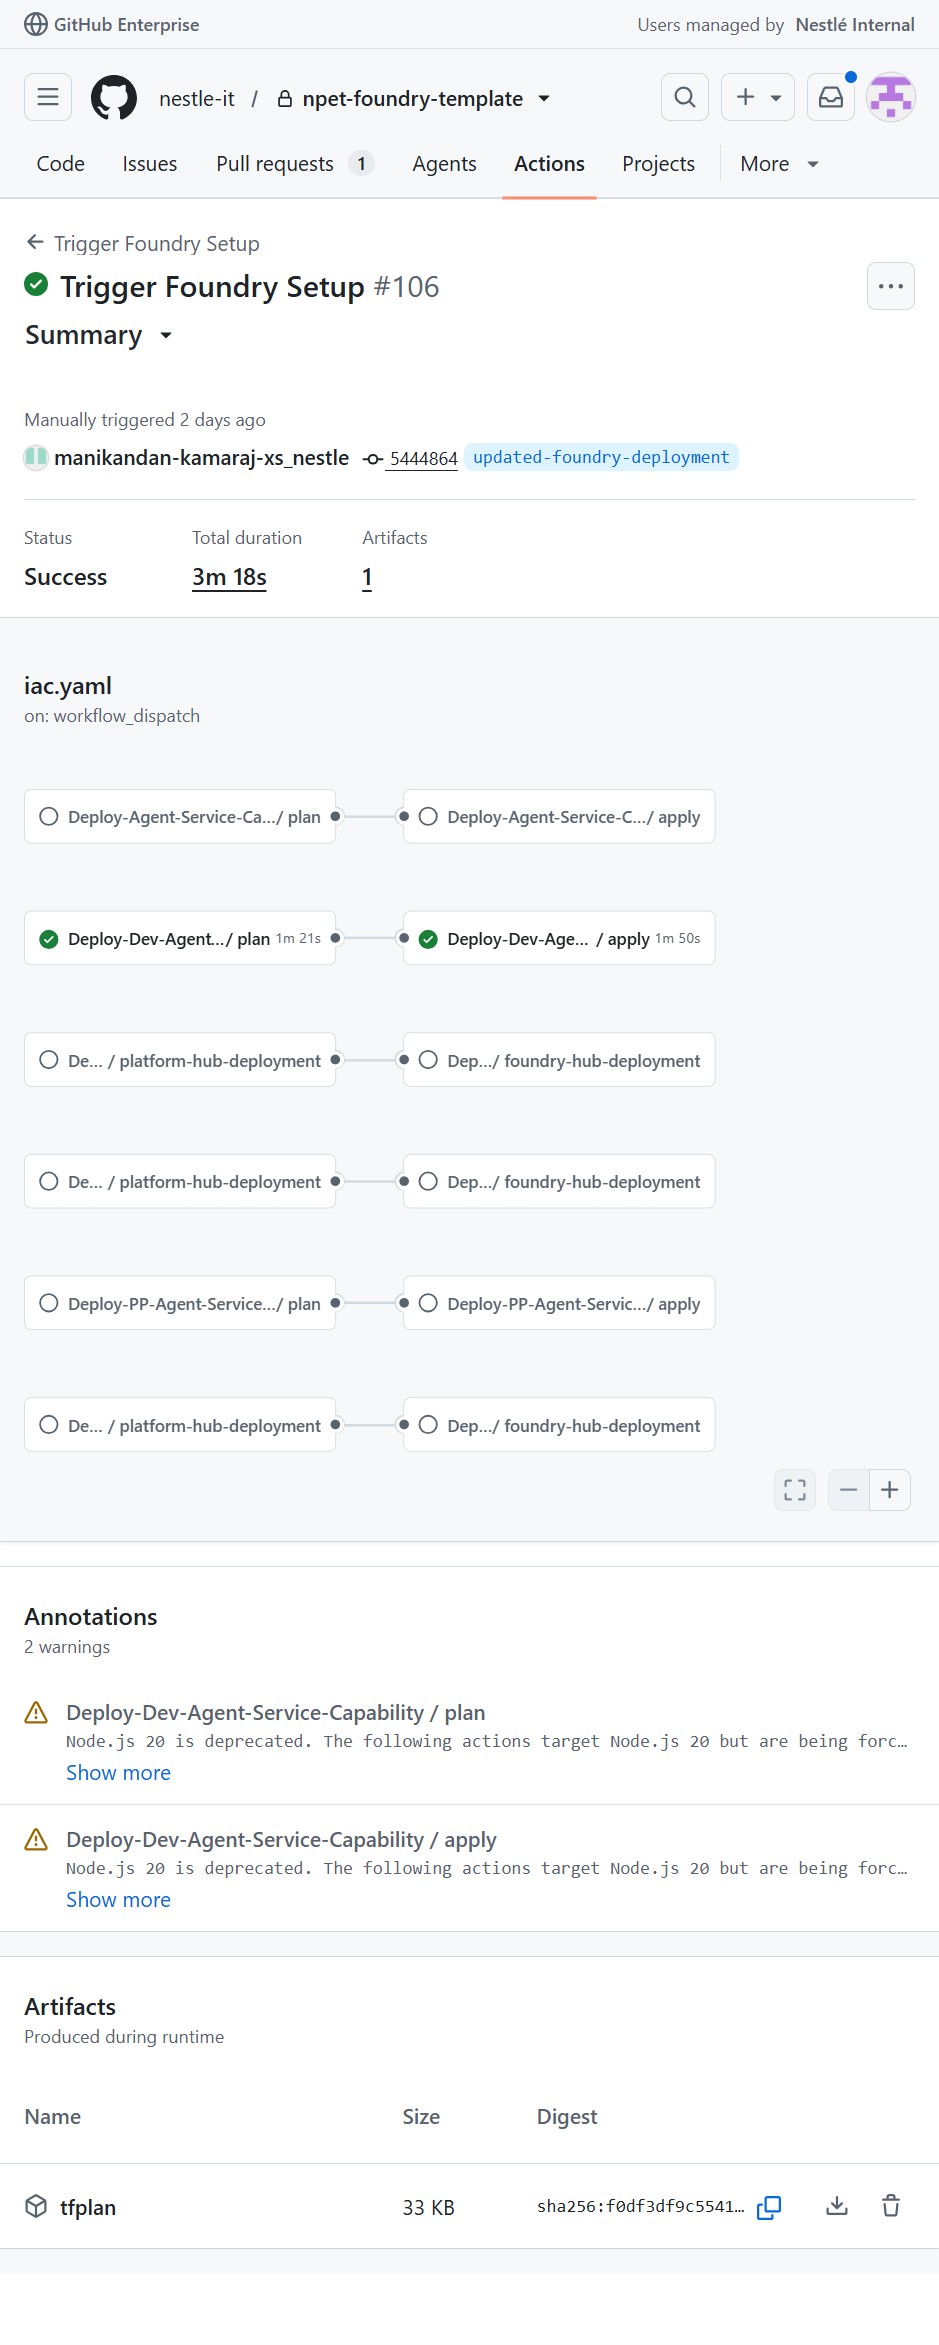 GitHub Enterprise
Users managed by Nestlé Internal
nestle-it / npet-foundry-template
Code Issues Pull requests 1 Agents Actions Projects More
Trigger Foundry Setup
Trigger Foundry Setup #106
Summary
Manually triggered 2 days ago
manikandan-kamaraj-xs_nestle 5444864 updated-foundry-deployment
Status Total duration Artifacts
Success 3m 18s 1
iac.yaml
on: workflow_dispatch
Deploy-Agent-Service-Ca.../ plan Deploy-Agent-Service-C.../ apply
Deploy-Dev-Agent.../ plan 1m 21s Deploy-Dev-Age... / apply 1m 50s
De... / platform-hub-deployment Dep.../ foundry-hub-deployment
De... / platform-hub-deployment Dep.../ foundry-hub-deployment
Deploy-PP-Agent-Service.../ plan Deploy-PP-Agent-Servic.../ apply
De... / platform-hub-deployment Dep.../ foundry-hub-deployment
Annotations
2 warnings
Deploy-Dev-Agent-Service-Capability / plan
Node.js 20 is deprecated. The following actions target Node.js 20 but are being forc…
Show more
Deploy-Dev-Agent-Service-Capability / apply
Node.js 20 is deprecated. The following actions target Node.js 20 but are being forc…
Show more
Artifacts
Produced during runtime
Name Size Digest
tfplan 33 KB sha256:f0df3df9c5541…